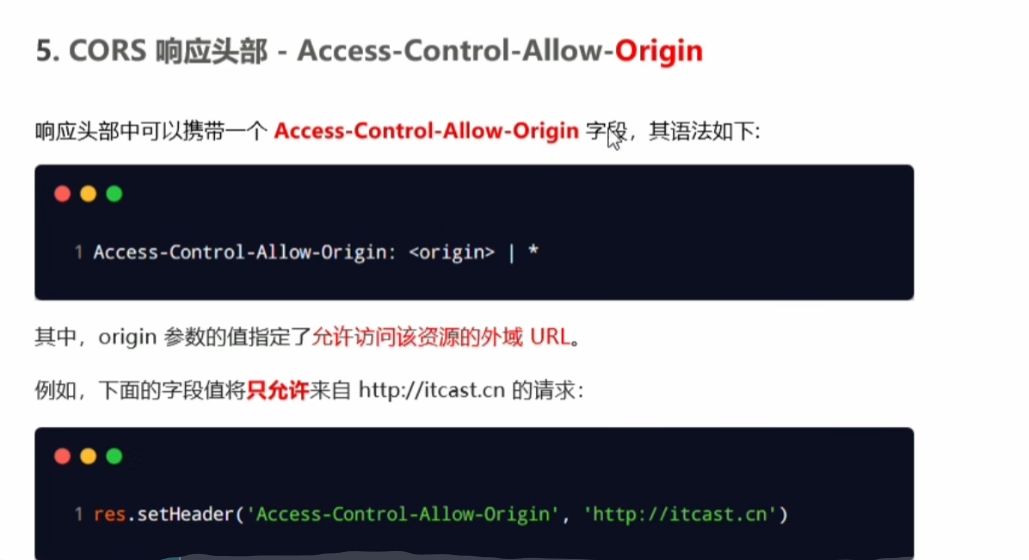 5. CORS 响应头部 - Access-Control-Allow-Origin
响应头部中可以携带一个 Access-Control-Allow-Origin 字段，其语法如下:
1 Access-Control-Allow-Origin: <origin> | *
其中，origin 参数的值指定了允许访问该资源的外域 URL。
例如，下面的字段值将只允许来自 http://itcast.cn 的请求：
1 res.setHeader('Access-Control-Allow-Origin', 'http://itcast.cn')